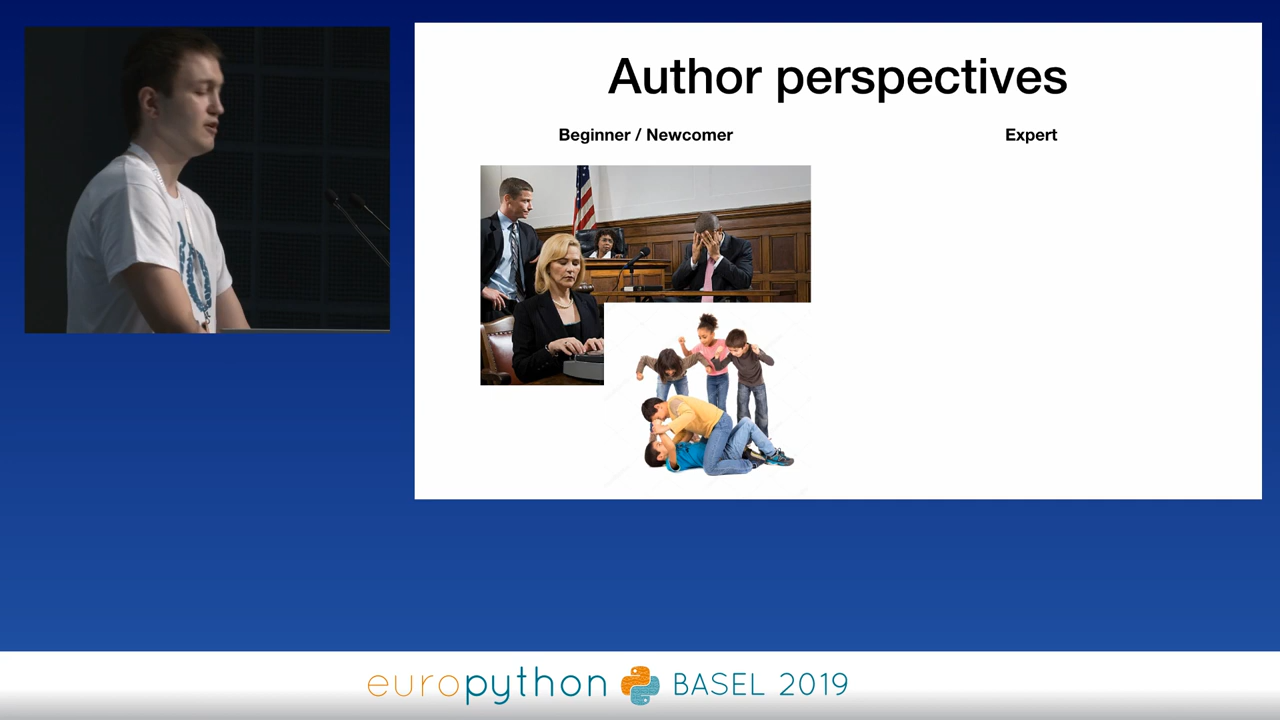 Author perspectives
Beginner / Newcomer
Expert
europython BASEL 2019